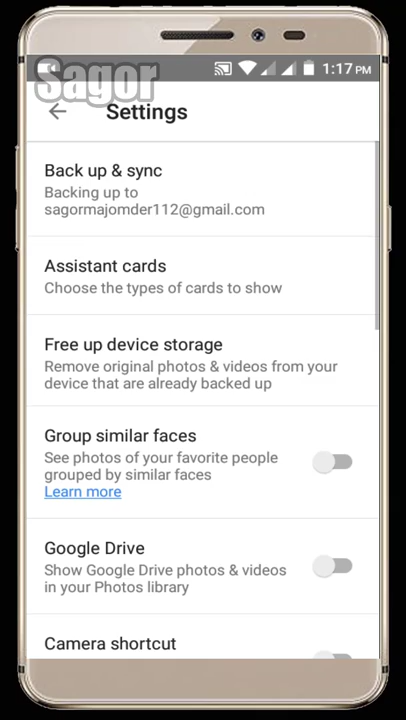 Sagor
1:17 PM
Settings
Back up & sync
Backing up to
sagormajomder112@gmail.com
Assistant cards
Choose the types of cards to show
Free up device storage
Remove original photos & videos from your
device that are already backed up
Group similar faces
See photos of your favorite people
grouped by similar faces
Learn more
Google Drive
Show Google Drive photos & videos
in your Photos library
Camera shortcut